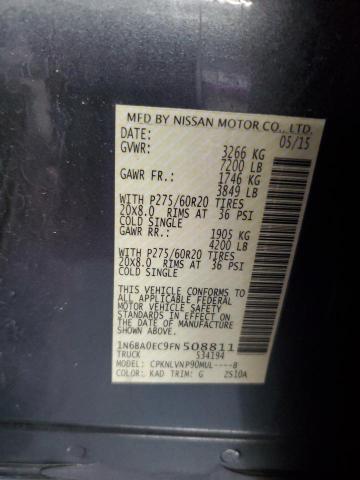 MFD BY NISSAN MOTOR CO., LTD.
DATE: 05/15
GVWR: 3266 KG
7200 LB
GAWR FR.: 1746 KG
3849 LB
WITH P275/60R20 TIRES
20X8.0 RIMS AT 36 PSI
COLD SINGLE
GAWR RR.: 1905 KG
4200 LB
WITH P275/60R20 TIRES
20X8.0 RIMS AT 36 PSI
COLD SINGLE
THIS VEHICLE CONFORMS TO
ALL APPLICABLE FEDERAL
MOTOR VEHICLE SAFETY
STANDARDS IN EFFECT ON THE
DATE OF MANUFACTURE SHOWN
ABOVE.
1N6BA0EC9FN508811
TRUCK 534194
MODEL: CPKNLVNP90MUL----8
COLOR: KAD TRIM: G 2S10A